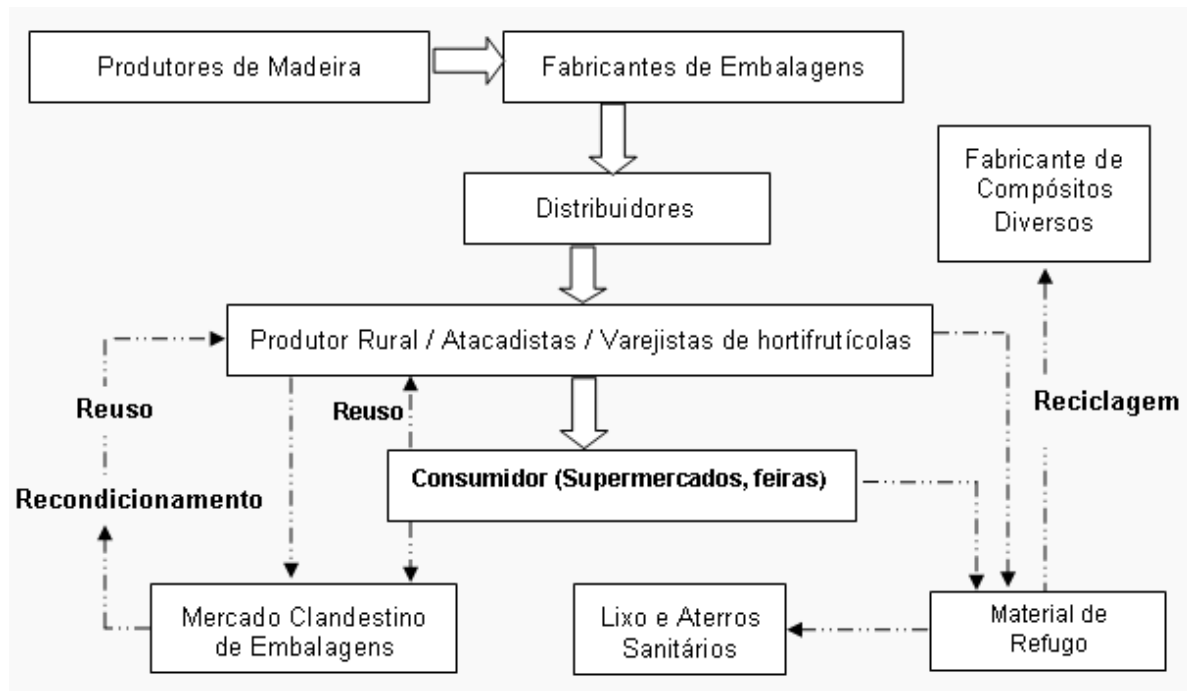 Produtores de Madeira
Fabricantes de Embalagens
Fabricante de
Compósitos
Diversos
Distribuidores
Produtor Rural / Atacadistas / Varejistas de hortifrutícolas
Reuso
Reuso
Reciclagem
Consumidor (Supermercados, feiras)
Recondicionamento
Mercado Clandestino
de Embalagens
Lixo e Aterros
Sanitários
Material de
Refugo